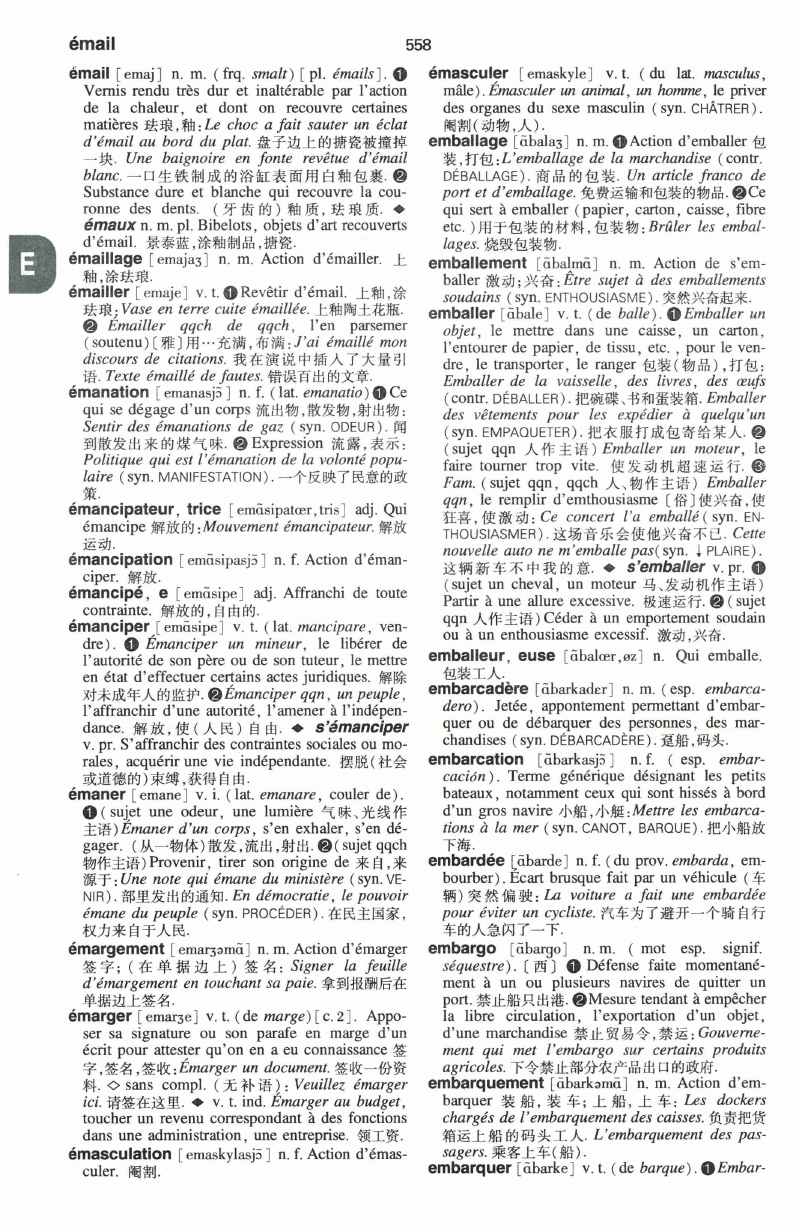 émail
558
émail [emaj] n. m. (frq. smalt) [pl. émails]. ❶
Vernis rendu très dur et inaltérable par l'action
de la chaleur, et dont on recouvre certaines
matières 珐琅,釉:Le choc a fait sauter un éclat
d'émail au bord du plat. 盘子边上的搪瓷被撞掉
一块. Une baignoire en fonte revêtue d'émail
blanc. 一口生铁制成的浴缸表面用白釉包裹. ❷
Substance dure et blanche qui recouvre la cou-
ronne des dents. (牙齿的)釉质,珐琅质. ◆
émaux n. m. pl. Bibelots, objets d'art recouverts
d'émail. 景泰蓝,涂釉制品,搪瓷.
émaillage [emajaʒ] n. m. Action d'émailler. 上
釉,涂珐琅.
émailler [emaje] v. t. ❶ Revêtir d'émail. 上釉,涂
珐琅:Vase en terre cuite émaillée. 上釉陶土花瓶.
❷ Émailler qqch de qqch, l'en parsemer
(soutenu)〔雅〕用…充满,布满:J'ai émaillé mon
discours de citations. 我在演说中插入了大量引
语. Texte émaillé de fautes. 错误百出的文章.
émanation [emanasjɔ̃] n. f. (lat. emanatio) ❶ Ce
qui se dégage d'un corps 流出物,散发物,射出物:
Sentir des émanations de gaz (syn. ODEUR). 闻
到散发出来的煤气味. ❷ Expression 流露,表示:
Politique qui est l'émanation de la volonté popu-
laire (syn. MANIFESTATION). 一个反映了民意的政
策.
émancipateur, trice [emɑ̃sipatœr,tris] adj. Qui
émancipe 解放的:Mouvement émancipateur. 解放
运动.
émancipation [emɑ̃sipasjɔ̃] n. f. Action d'éman-
ciper. 解放.
émancipé, e [emɑ̃sipe] adj. Affranchi de toute
contrainte. 解放的,自由的.
émanciper [emɑ̃sipe] v. t. (lat. mancipare, ven-
dre). ❶ Émanciper un mineur, le libérer de
l'autorité de son père ou de son tuteur, le mettre
en état d'effectuer certains actes juridiques. 解除
对未成年人的监护. ❷ Émanciper qqn, un peuple,
l'affranchir d'une autorité, l'amener à l'indépen-
dance. 解放,使(人民)自由. ◆ s'émanciper
v. pr. S'affranchir des contraintes sociales ou mo-
rales, acquérir une vie indépendante. 摆脱(社会
或道德的)束缚,获得自由.
émaner [emane] v. i. (lat. emanare, couler de).
❶ (sujet une odeur, une lumière 气味、光线作
主语) Émaner d'un corps, s'en exhaler, s'en dé-
gager. (从一物体)散发,流出,射出. ❷ (sujet qqch
物作主语) Provenir, tirer son origine de 来自,来
源于:Une note qui émane du ministère (syn. VE-
NIR). 部里发出的通知. En démocratie, le pouvoir
émane du peuple (syn. PROCÉDER). 在民主国家,
权力来自于人民.
émargement [emarʒəmɑ̃] n. m. Action d'émarger
签字;(在单据边上)签名: Signer la feuille
d'émargement en touchant sa paie. 拿到报酬后在
单据边上签名.
émarger [emarʒe] v. t. (de marge) [c. 2]. Appo-
ser sa signature ou son parafe en marge d'un
écrit pour attester qu'on en a eu connaissance 签
字,签名,签收:Émarger un document. 签收一份资
料. ◇ sans compl. (无补语): Veuillez émarger
ici. 请签在这里. ◆ v. t. ind. Émarger au budget,
toucher un revenu correspondant à des fonctions
dans une administration, une entreprise. 领工资.
émasculation [emaskylasjɔ̃] n. f. Action d'émas-
culer. 阉割.
émasculer [emaskyle] v. t. (du lat. masculus,
mâle). Émasculer un animal, un homme, le priver
des organes du sexe masculin (syn. CHÂTRER).
阉割(动物,人).
emballage [ɑ̃balaʒ] n. m. ❶ Action d'emballer 包
装,打包:L'emballage de la marchandise (contr.
DÉBALLAGE). 商品的包装. Un article franco de
port et d'emballage. 免费运输和包装的物品. ❷ Ce
qui sert à emballer (papier, carton, caisse, fibre
etc.)用于包装的材料,包装物:Brûler les embal-
lages. 烧毁包装物.
emballement [ɑ̃balmɑ̃] n. m. Action de s'em-
baller 激动;兴奋:Être sujet à des emballements
soudains (syn. ENTHOUSIASME). 突然兴奋起来.
emballer [ɑ̃bale] v. t. (de balle). ❶ Emballer un
objet, le mettre dans une caisse, un carton,
l'entourer de papier, de tissu, etc., pour le ven-
dre, le transporter, le ranger 包装(物品),打包:
Emballer de la vaisselle, des livres, des œufs
(contr. DÉBALLER). 把碗碟、书和蛋装箱. Emballer
des vêtements pour les expédier à quelqu'un
(syn. EMPAQUETER). 把衣服打成包寄给某人. ❷
(sujet qqn 人作主语) Emballer un moteur, le
faire tourner trop vite. 使发动机超速运行. ❸
Fam. (sujet qqn, qqch 人、物作主语) Emballer
qqn, le remplir d'emthousiasme〔俗〕使兴奋,使
狂喜,使激动:Ce concert l'a emballé (syn. EN-
THOUSIASMER). 这场音乐会使他兴奋不已. Cette
nouvelle auto ne m'emballe pas (syn. ↓ PLAIRE).
这辆新车不中我的意. ◆ s'emballer v. pr. ❶
(sujet un cheval, un moteur 马、发动机作主语)
Partir à une allure excessive. 极速运行. ❷ (sujet
qqn 人作主语) Céder à un emportement soudain
ou à un enthousiasme excessif. 激动,兴奋.
emballeur, euse [ɑ̃balœr,øz] n. Qui emballe.
包装工人.
embarcadère [ɑ̃barkadɛr] n. m. (esp. embarca-
dero). Jetée, appontement permettant d'embar-
quer ou de débarquer des personnes, des mar-
chandises (syn. DÉBARCADÈRE). 趸船,码头.
embarcation [ɑ̃barkasjɔ̃] n. f. (esp. embar-
cación). Terme générique désignant les petits
bateaux, notamment ceux qui sont hissés à bord
d'un gros navire 小船,小艇:Mettre les embarca-
tions à la mer (syn. CANOT, BARQUE). 把小船放
下海.
embardée [ɑ̃barde] n. f. (du prov. embarda, em-
bourber). Écart brusque fait par un véhicule (车
辆)突然偏驶: La voiture a fait une embardée
pour éviter un cycliste. 汽车为了避开一个骑自行
车的人急闪了一下.
embargo [ɑ̃bargo] n. m. (mot esp. signif.
séquestre).〔西〕❶ Défense faite momentané-
ment à un ou plusieurs navires de quitter un
port. 禁止船只出港. ❷ Mesure tendant à empêcher
la libre circulation, l'exportation d'un objet,
d'une marchandise 禁止贸易令,禁运:Gouverne-
ment qui met l'embargo sur certains produits
agricoles. 下令禁止部分农产品出口的政府.
embarquement [ɑ̃barkəmɑ̃] n. m. Action d'em-
barquer 装船,装车;上船,上车: Les dockers
chargés de l'embarquement des caisses. 负责把货
箱运上船的码头工人. L'embarquement des pas-
sagers. 乘客上车(船).
embarquer [ɑ̃barke] v. t. (de barque). ❶ Embar-
E